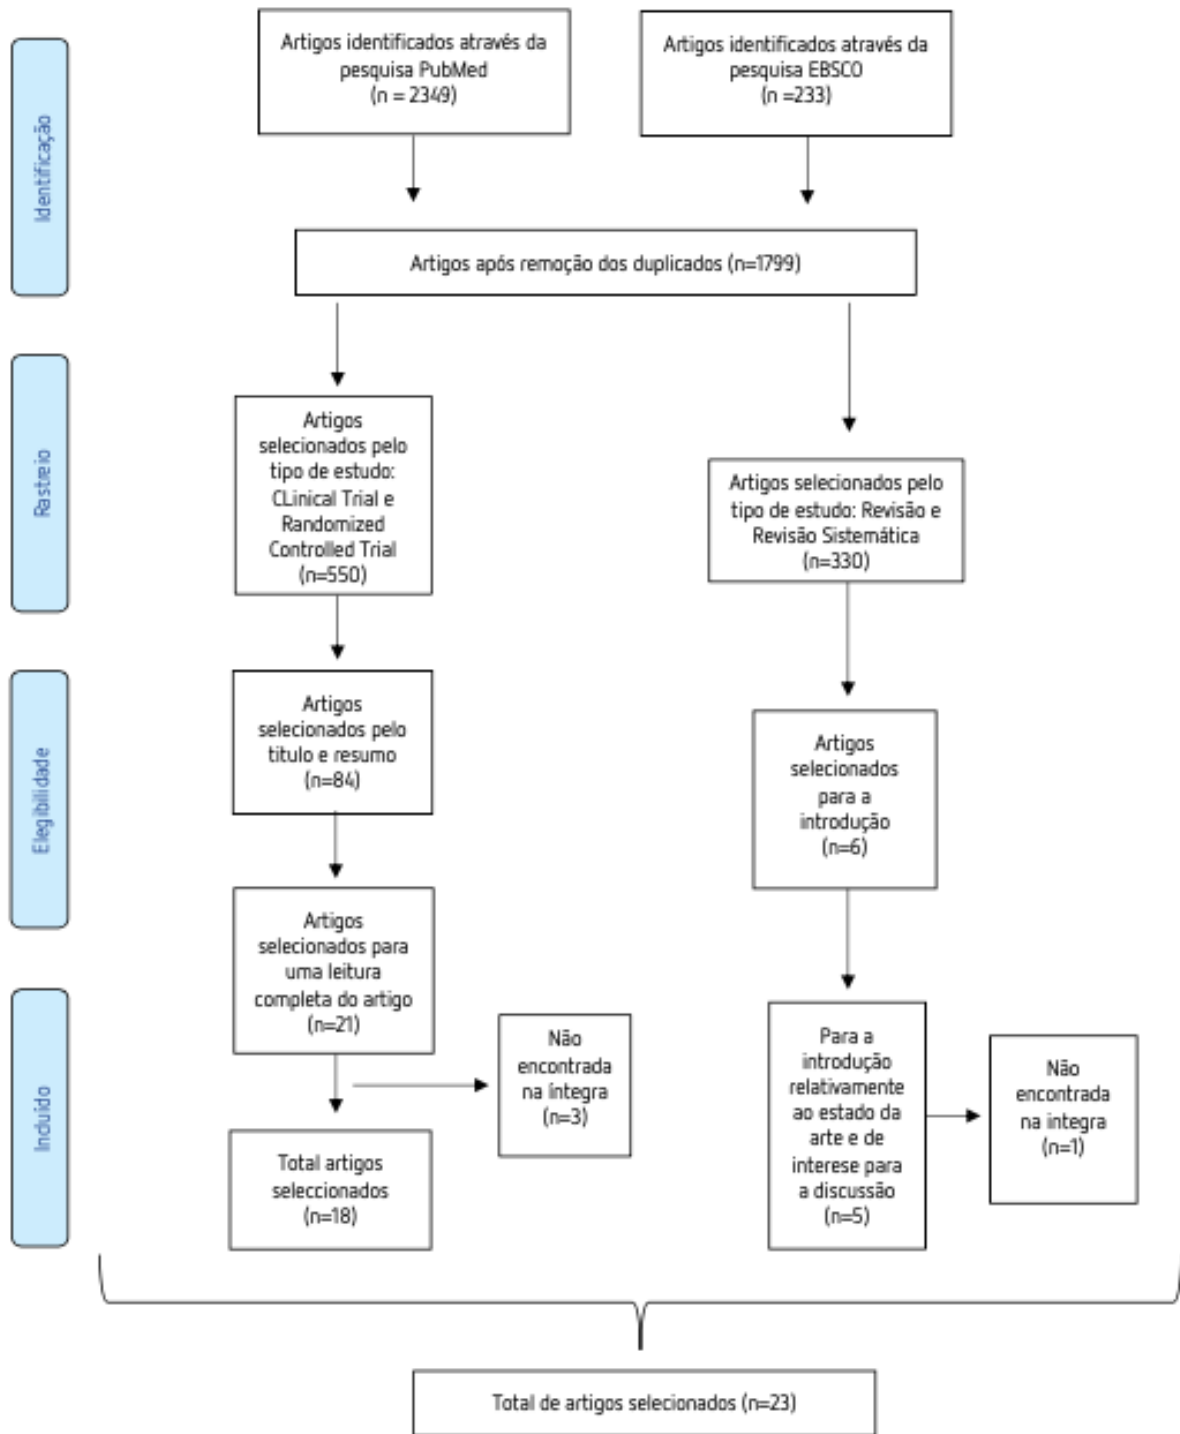 Artigos identificados através da
pesquisa PubMed
(n = 2349)
Artigos identificados através da
pesquisa EBSCO
(n =233)
Identificação
Artigos após remoção dos duplicados (n=1799)
Rastreio
Artigos
selecionados pelo
tipo de estudo:
CLinical Trial e
Randomized
Controlled Trial
(n=550)
Artigos selecionados pelo
tipo de estudo: Revisão e
Revisão Sistemática
(n=330)
Elegibilidade
Artigos
selecionados pelo
titulo e resumo
(n=84)
Artigos
selecionados
para a
introdução
(n=6)
Artigos
selecionados para
uma leitura
completa do artigo
(n=21)
Incluido
Não
encontrada
na íntegra
(n=3)
Total artigos
seleccionados
(n=18)
Para a
introdução
relativamente
ao estado da
arte e de
interese para
a discussão
(n=5)
Não
encontrada
na integra
(n=1)
Total de artigos selecionados (n=23)